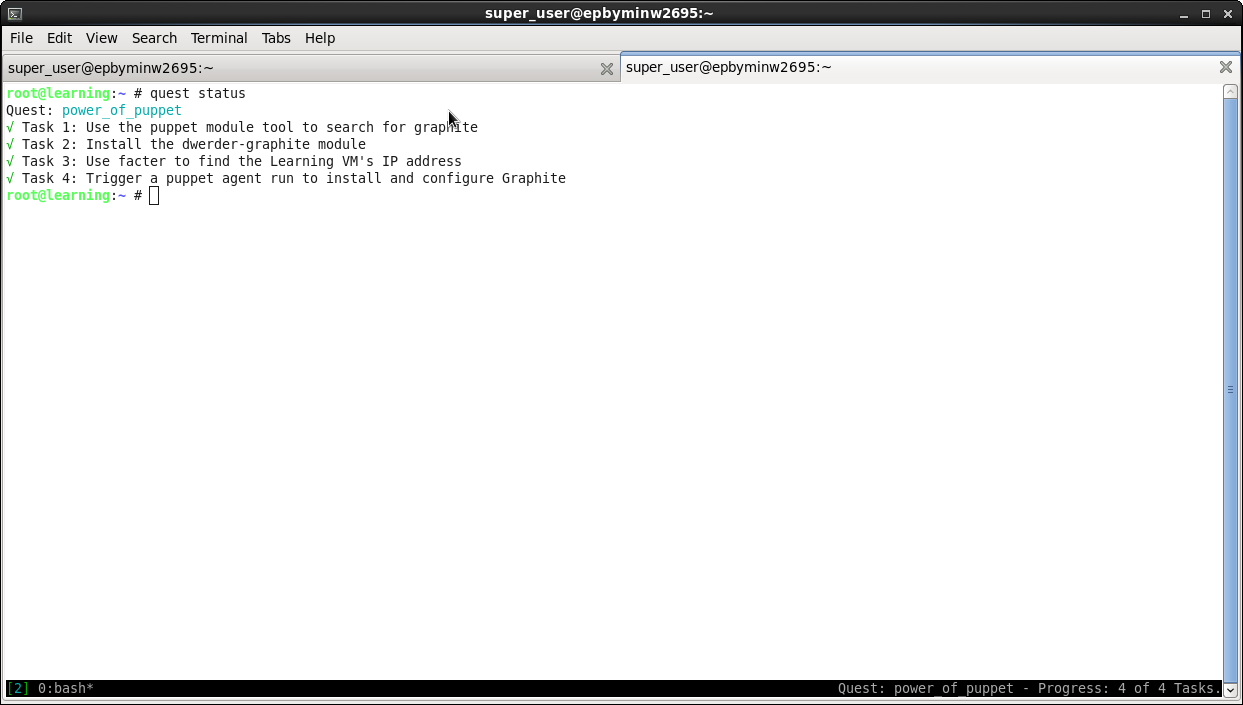 super_user@epbyminw2695:~
File Edit View Search Terminal Tabs Help
super_user@epbyminw2695:~ super_user@epbyminw2695:~
root@learning:~ # quest status
Quest: power_of_puppet
√ Task 1: Use the puppet module tool to search for graphite
√ Task 2: Install the dwerder-graphite module
√ Task 3: Use facter to find the Learning VM's IP address
√ Task 4: Trigger a puppet agent run to install and configure Graphite
root@learning:~ #
[2] 0:bash* Quest: power_of_puppet - Progress: 4 of 4 Tasks.